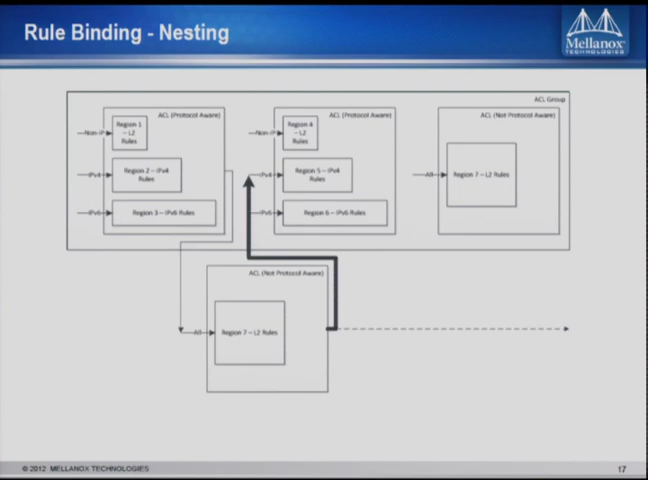 Rule Binding - Nesting
Mellanox
TECHNOLOGIES
ACL Group
ACL (Protocol Aware)
Non-IP
Region 1
– L2
Rules
IPv4
Region 2 – IPv4
Rules
IPv6
Region 3 – IPv6 Rules
ACL (Protocol Aware)
Non-IP
Region 4
– L2
Rules
IPv4
Region 5 – IPv4
Rules
IPv6
Region 6 – IPv6 Rules
ACL (Not Protocol Aware)
All
Region 7 – L2 Rules
ACL (Not Protocol Aware)
All
Region 7 – L2 Rules
© 2012 MELLANOX TECHNOLOGIES
17